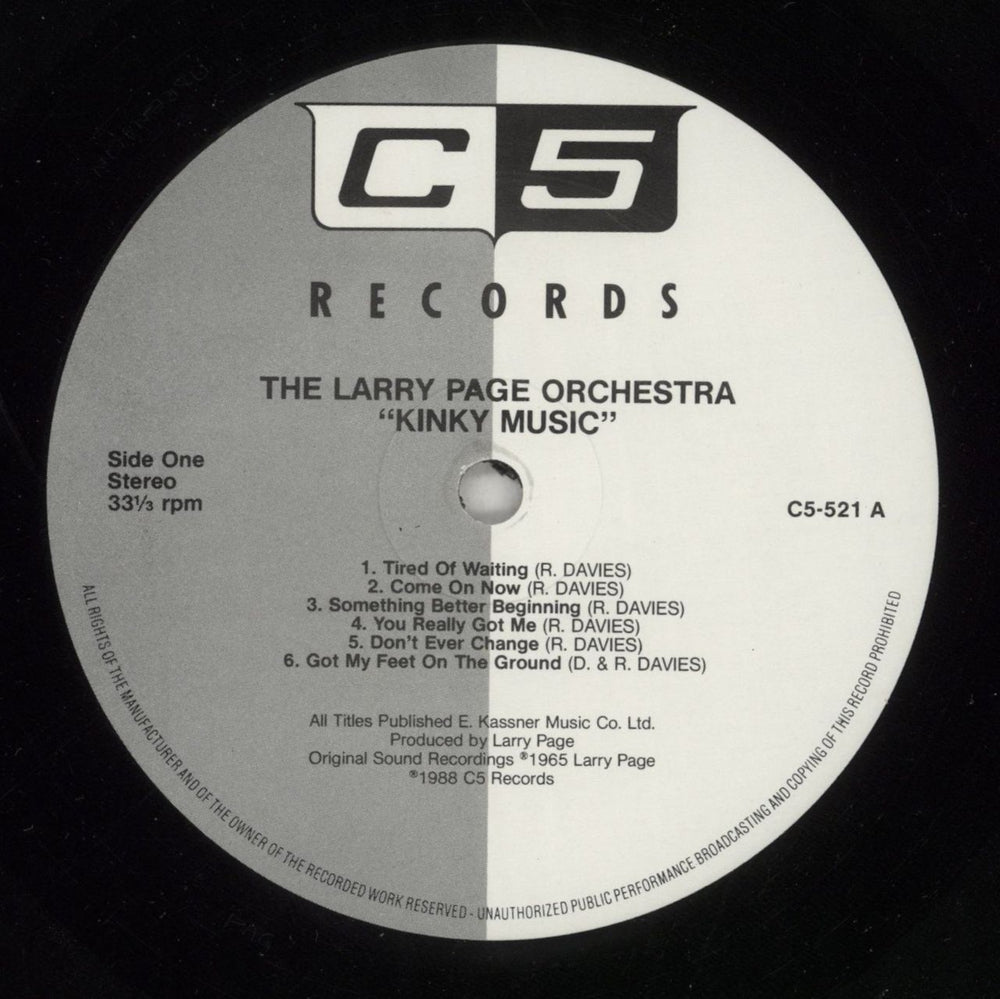 C5
RECORDS
THE LARRY PAGE ORCHESTRA
“KINKY MUSIC”
Side One
Stereo
33⅓ rpm
C5-521 A
1. Tired Of Waiting (R. DAVIES)
2. Come On Now (R. DAVIES)
3. Something Better Beginning (R. DAVIES)
4. You Really Got Me (R. DAVIES)
5. Don't Ever Change (R. DAVIES)
6. Got My Feet On The Ground (D. & R. DAVIES)
All Titles Published E. Kassner Music Co. Ltd.
Produced by Larry Page
Original Sound Recordings ℗1965 Larry Page
℗1988 C5 Records
ALL RIGHTS OF THE MANUFACTURER AND OF THE OWNER OF THE RECORDED WORK RESERVED - UNAUTHORIZED PUBLIC PERFORMANCE BROADCASTING AND COPYING OF THIS RECORD PROHIBITED